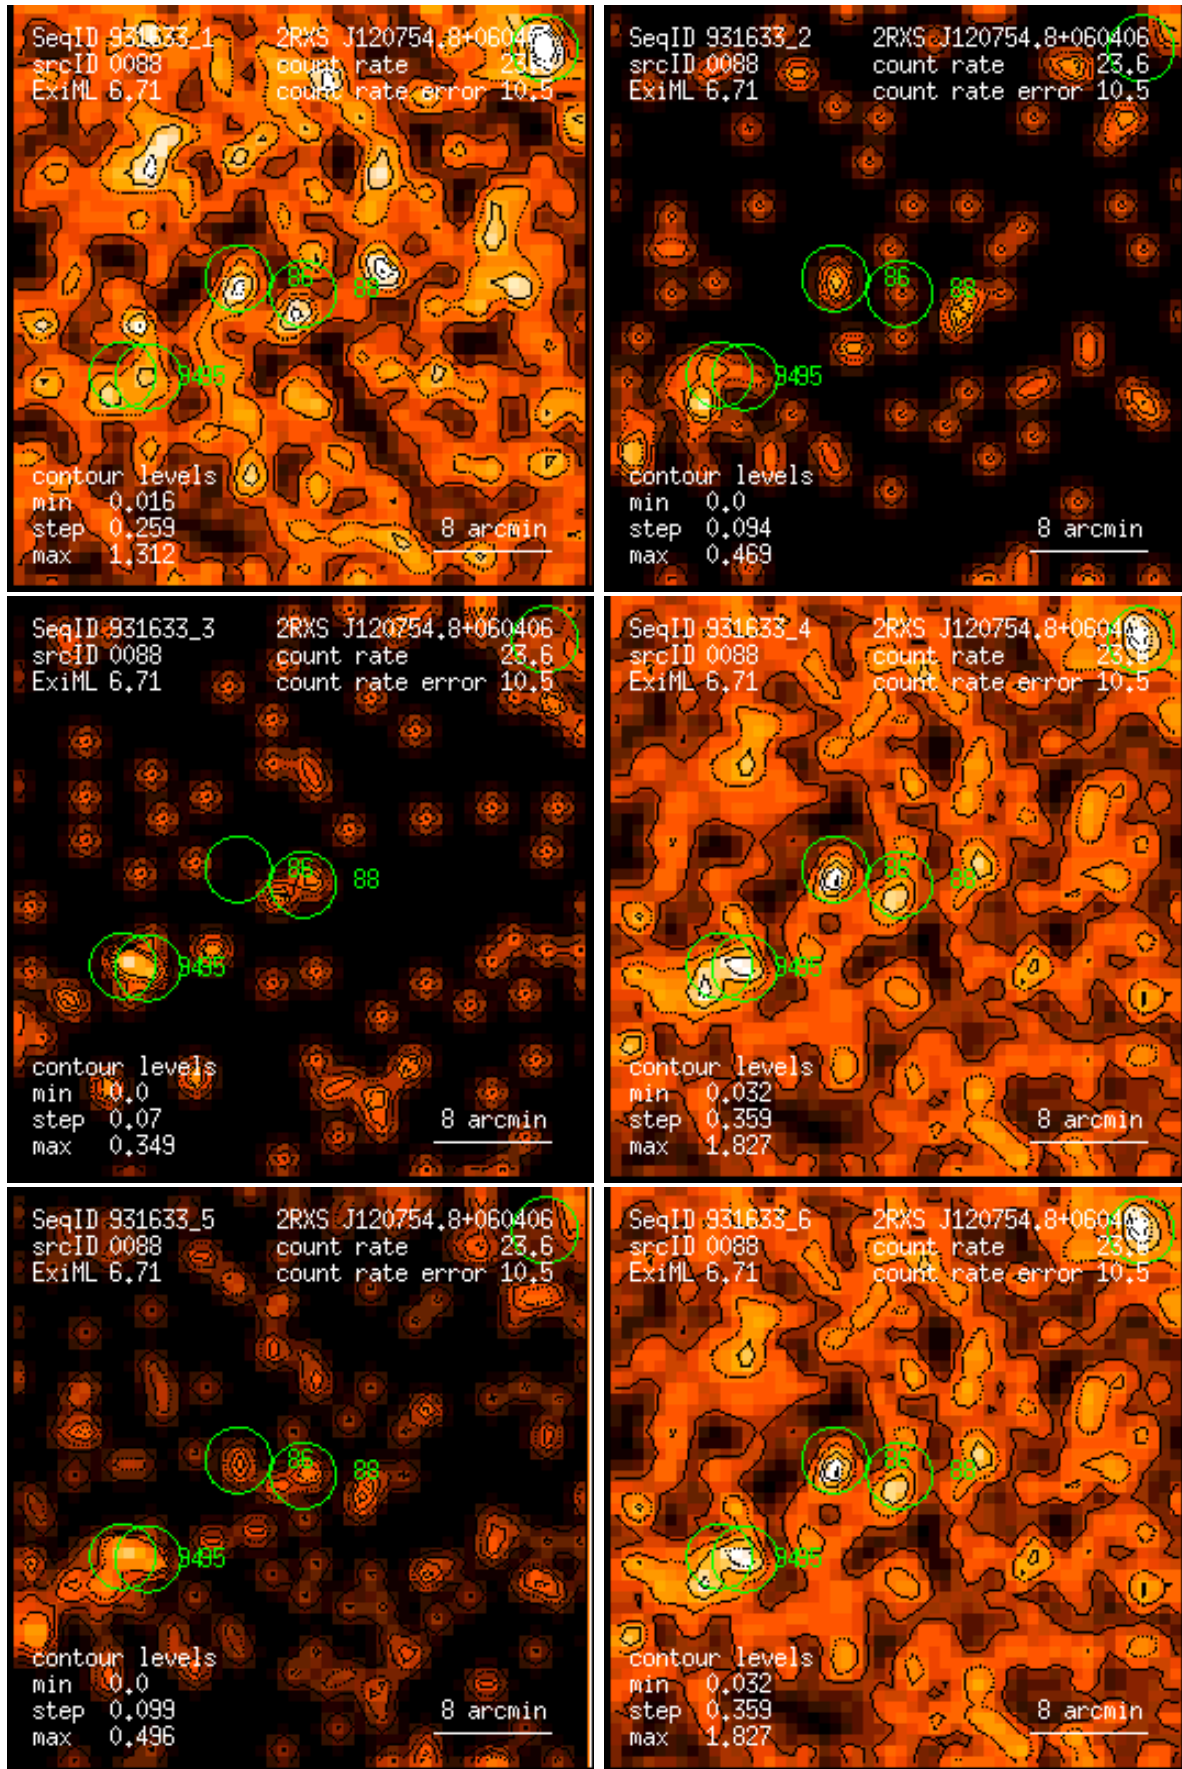 SeqID 931633_1 2RXS J120754.8+060406
srcID 0088 count rate 23.6
ExiML 6.71 count rate error 10.5
86
88
9495
contour levels
min 0.016
step 0.259 8 arcmin
max 1.312
SeqID 931633_2 2RXS J120754.8+060406
srcID 0088 count rate 23.6
ExiML 6.71 count rate error 10.5
86
88
9495
contour levels
min 0.0
step 0.094 8 arcmin
max 0.469
SeqID 931633_3 2RXS J120754.8+060406
srcID 0088 count rate 23.6
ExiML 6.71 count rate error 10.5
86
88
9495
contour levels
min 0.0
step 0.07 8 arcmin
max 0.349
SeqID 931633_4 2RXS J120754.8+060406
srcID 0088 count rate 23.6
ExiML 6.71 count rate error 10.5
86
88
9495
contour levels
min 0.032
step 0.359 8 arcmin
max 1.827
SeqID 931633_5 2RXS J120754.8+060406
srcID 0088 count rate 23.6
ExiML 6.71 count rate error 10.5
86
88
9495
contour levels
min 0.0
step 0.099 8 arcmin
max 0.496
SeqID 931633_6 2RXS J120754.8+060406
srcID 0088 count rate 23.6
ExiML 6.71 count rate error 10.5
86
88
9495
contour levels
min 0.032
step 0.359 8 arcmin
max 1.827